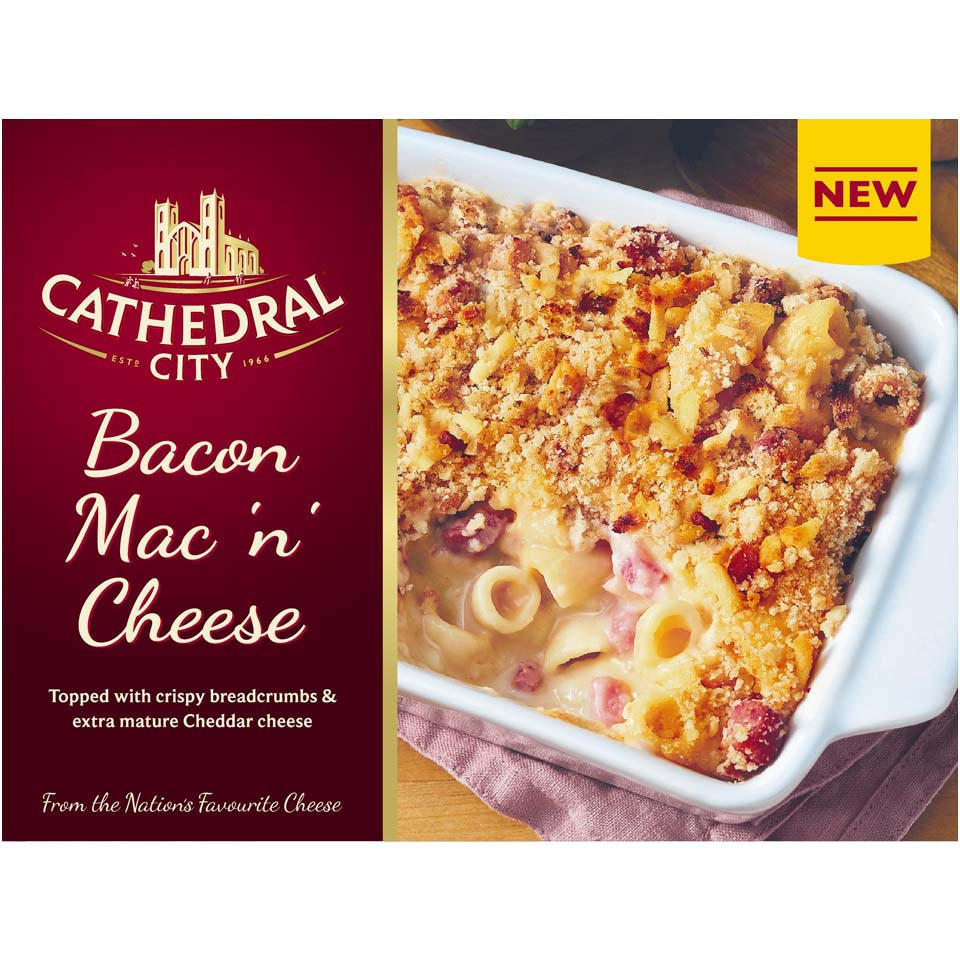 CATHEDRAL
ESTD 1966
CITY
Bacon
Mac 'n'
Cheese
Topped with crispy breadcrumbs &
extra mature Cheddar cheese
From the Nation's Favourite Cheese
NEW